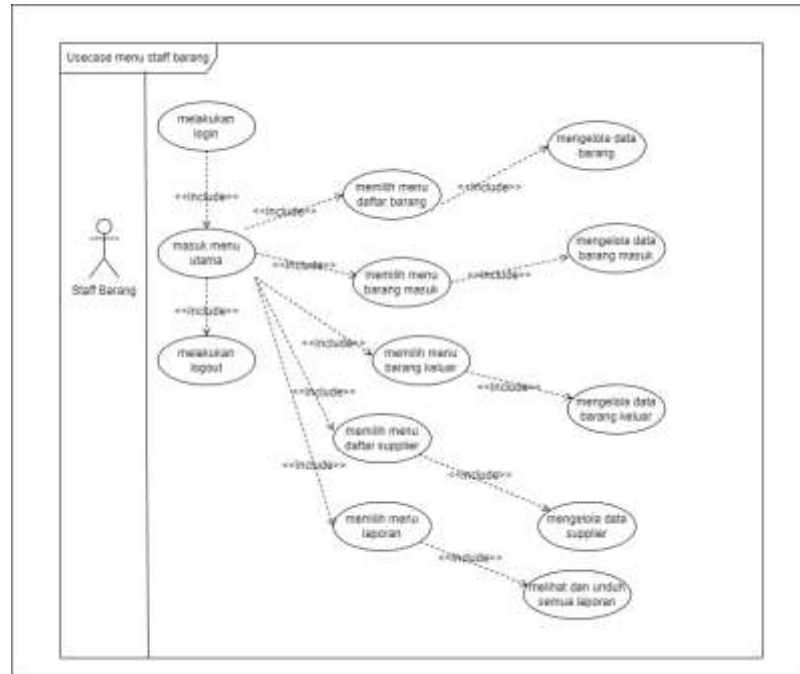 Usecase menu staff barang
melakukan
login
<<include>>
masuk menu
utama
<<include>>
melakukan
logout
Staff Barang
<<include>>
memilih menu
daftar barang
<<include>>
mengelola data
barang
<<include>>
memilih menu
barang masuk
<<include>>
mengelola data
barang masuk
<<include>>
memilih menu
barang keluar
<<include>>
mengelola data
barang keluar
<<include>>
memilih menu
daftar supplier
<<include>>
mengelola data
supplier
<<include>>
memilih menu
laporan
<<include>>
melihat dan unduh
semua laporan